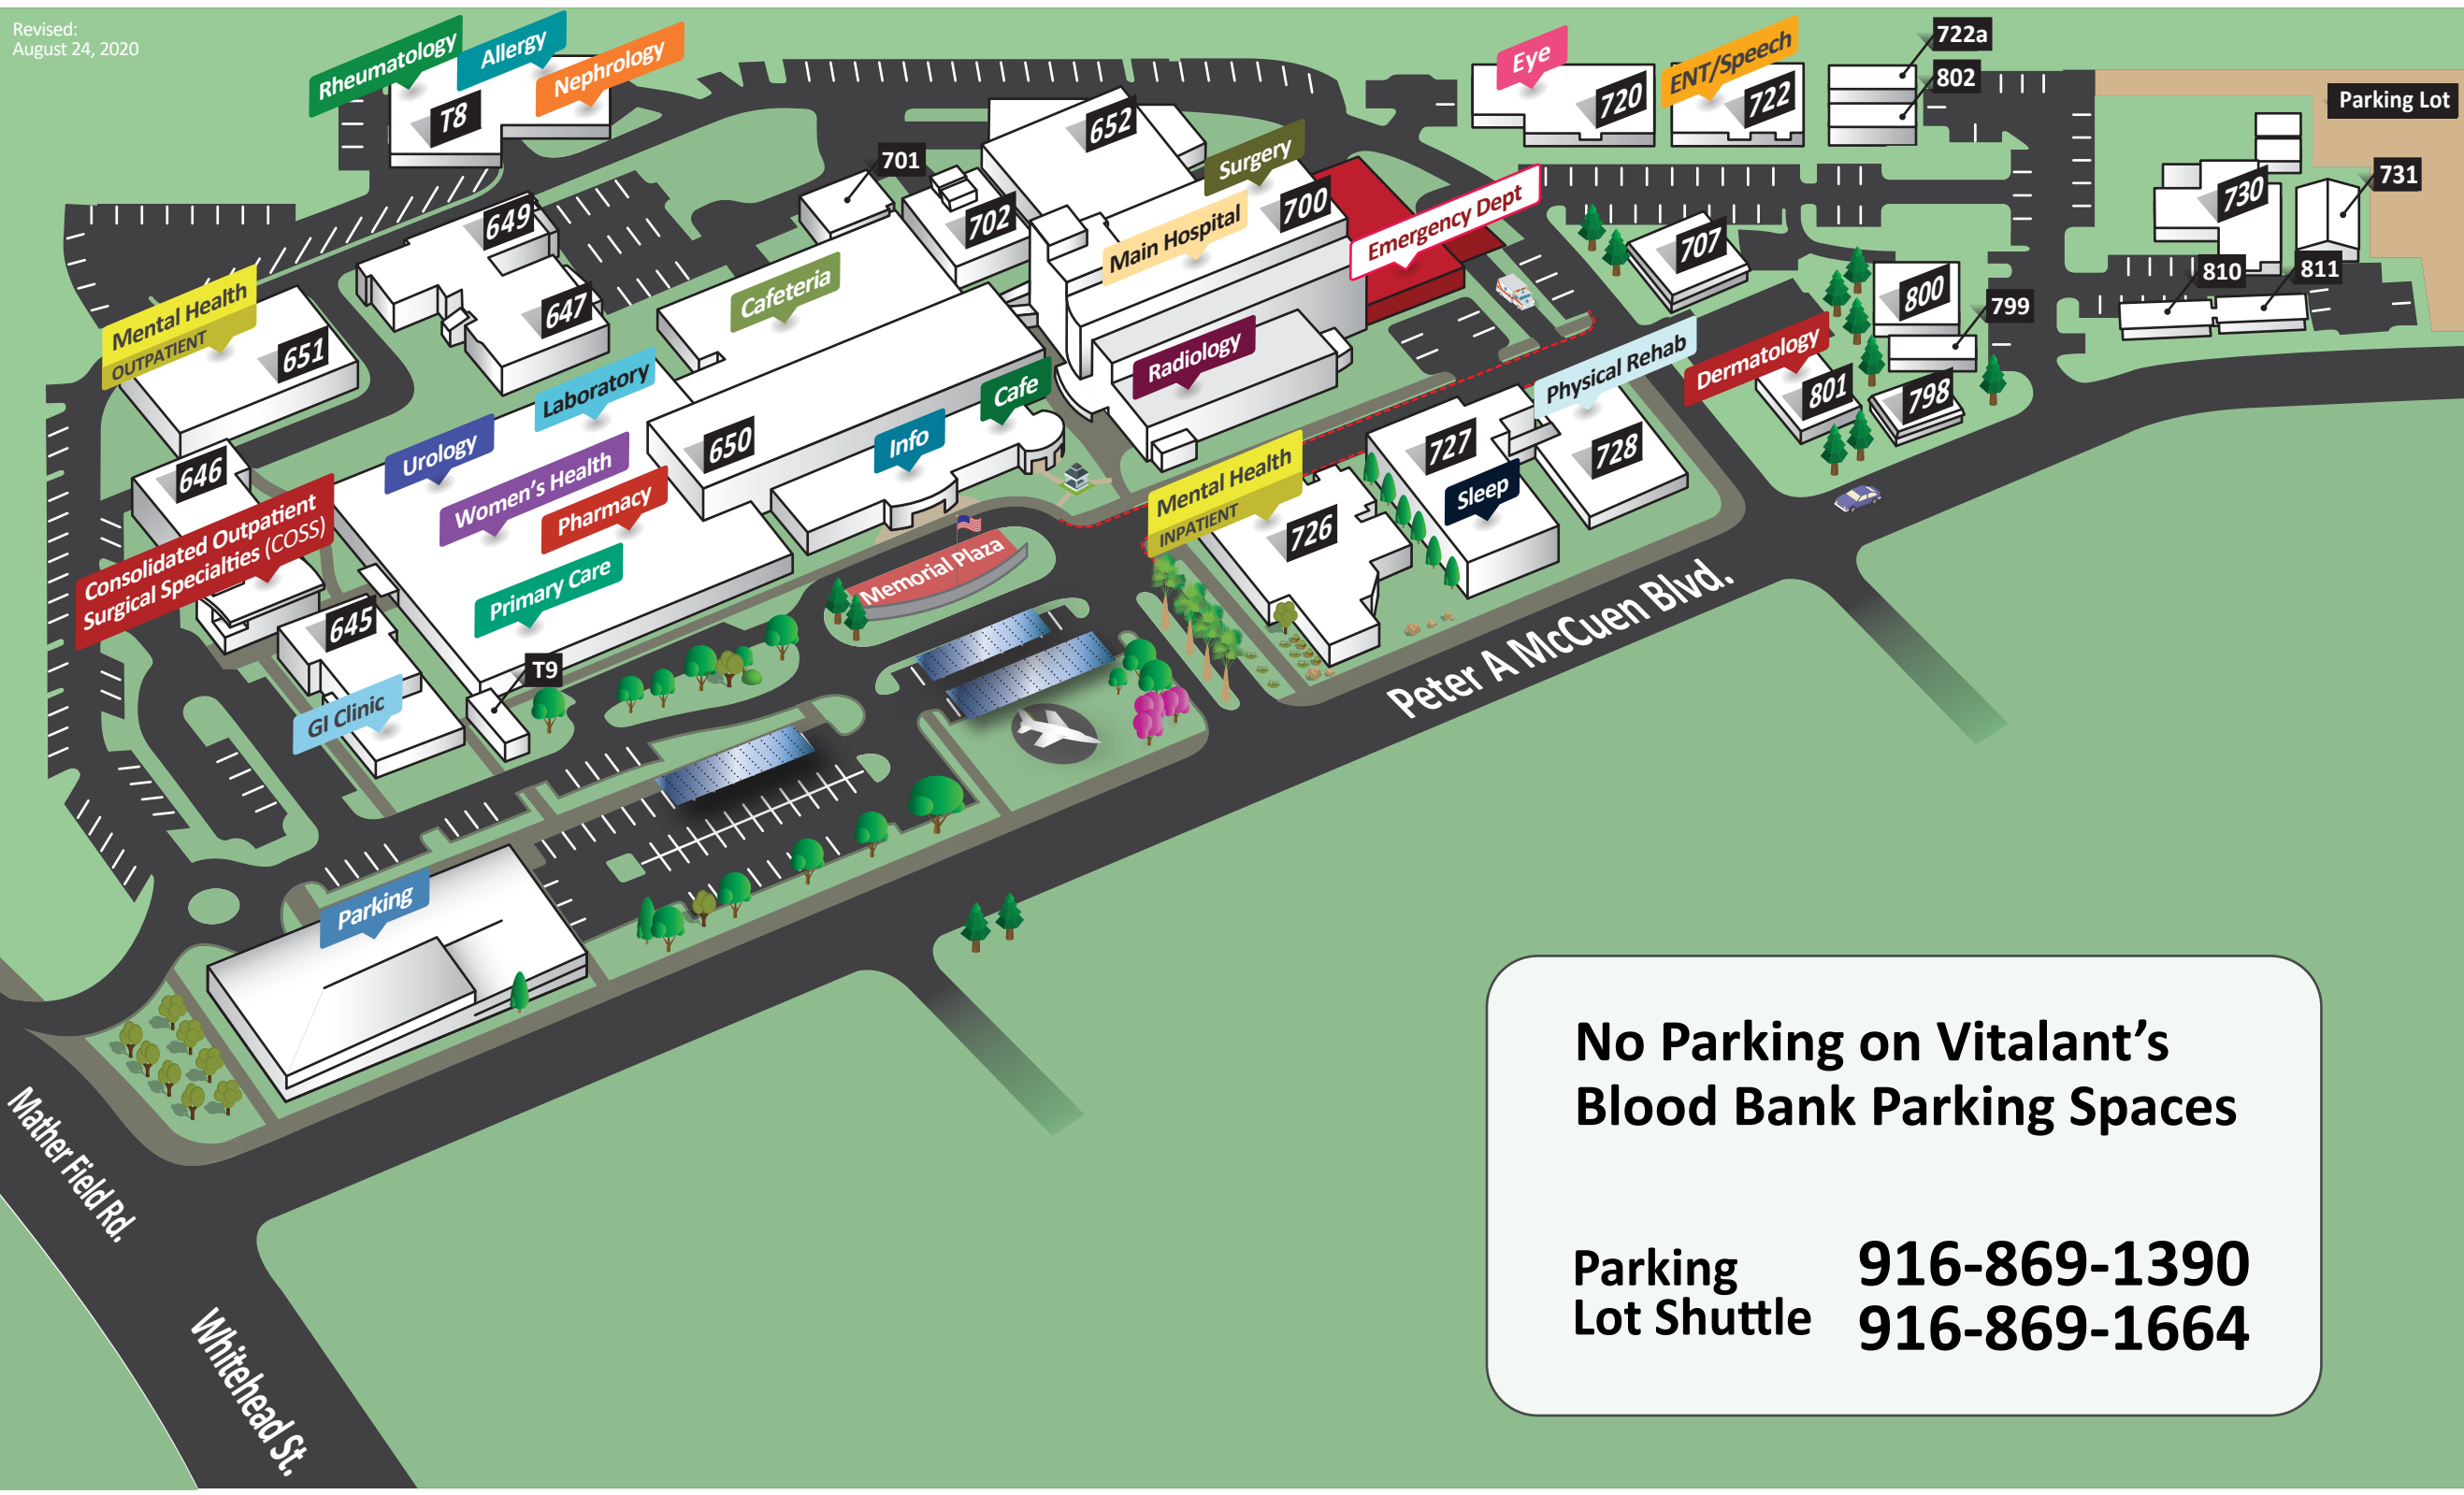 Revised:
August 24, 2020
Rheumatology
Allergy
Nephrology
T8
Eye
720
ENT/Speech
722
722a
802
Parking Lot
652
701
702
Surgery
700
Main Hospital
Emergency Dept
707
730
731
810
811
800
799
649
647
Mental Health
OUTPATIENT
651
Cafeteria
Radiology
Physical Rehab
Dermatology
801
798
Laboratory
Cafe
Info
650
Urology
Women's Health
Pharmacy
Primary Care
646
Consolidated Outpatient
Surgical Specialties (COSS)
645
GI Clinic
T9
Mental Health
INPATIENT
726
727
728
Sleep
Memorial Plaza
Peter A McCuen Blvd.
Parking
Mather Field Rd.
Whitehead St.
No Parking on Vitalant’s
Blood Bank Parking Spaces
Parking
Lot Shuttle
916-869-1390
916-869-1664